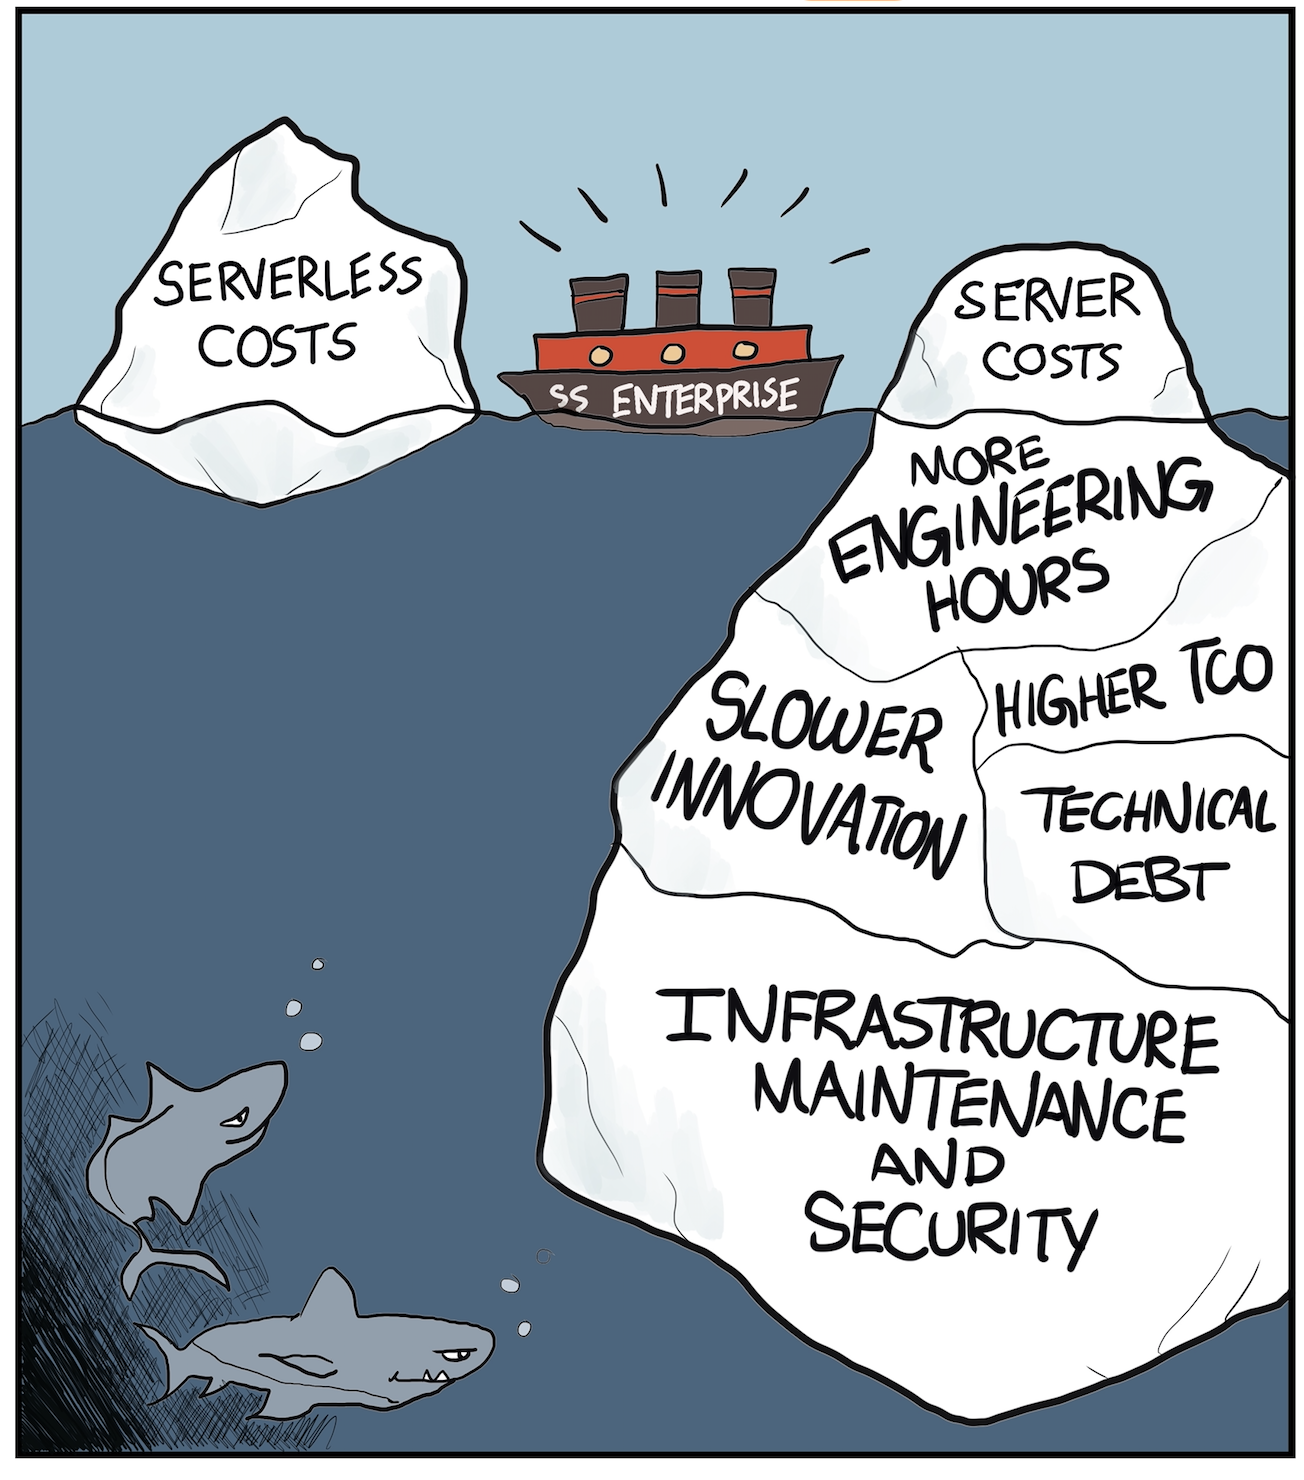 SERVERLESS
COSTS
SS ENTERPRISE
SERVER
COSTS
MORE
ENGINEERING
HOURS
SLOWER
INNOVATION
HIGHER TCO
TECHNICAL
DEBT
INFRASTRUCTURE
MAINTENANCE
AND
SECURITY